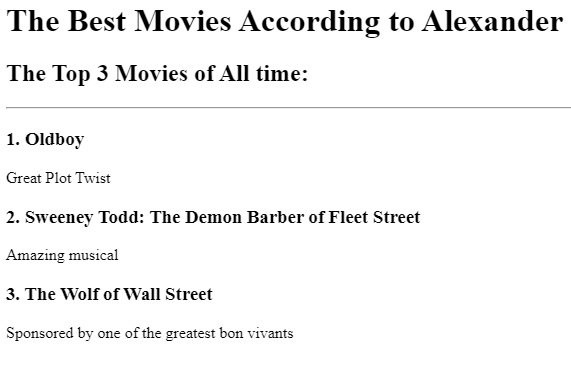 The Best Movies According to Alexander
The Top 3 Movies of All time:
1. Oldboy
Great Plot Twist
2. Sweeney Todd: The Demon Barber of Fleet Street
Amazing musical
3. The Wolf of Wall Street
Sponsored by one of the greatest bon vivants